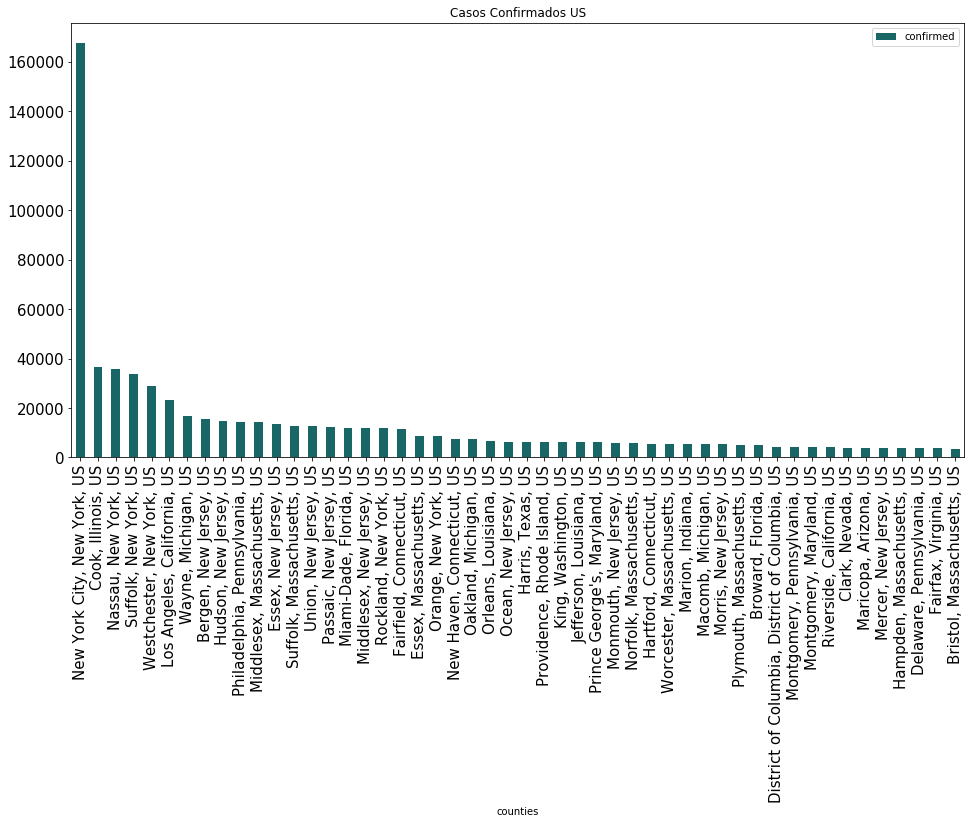 Casos Confirmados US
confirmed
160000
140000
120000
100000
80000
60000
40000
20000
0
New York City, New York, US
Cook, Illinois, US
Nassau, New York, US
Suffolk, New York, US
Westchester, New York, US
Los Angeles, California, US
Wayne, Michigan, US
Bergen, New Jersey, US
Hudson, New Jersey, US
Philadelphia, Pennsylvania, US
Middlesex, Massachusetts, US
Essex, New Jersey, US
Suffolk, Massachusetts, US
Union, New Jersey, US
Passaic, New Jersey, US
Miami-Dade, Florida, US
Middlesex, New Jersey, US
Rockland, New York, US
Fairfield, Connecticut, US
Essex, Massachusetts, US
Orange, New York, US
New Haven, Connecticut, US
Oakland, Michigan, US
Orleans, Louisiana, US
Ocean, New Jersey, US
Harris, Texas, US
Providence, Rhode Island, US
King, Washington, US
Jefferson, Louisiana, US
Prince George's, Maryland, US
Monmouth, New Jersey, US
Norfolk, Massachusetts, US
Hartford, Connecticut, US
Worcester, Massachusetts, US
Marion, Indiana, US
Macomb, Michigan, US
Morris, New Jersey, US
Plymouth, Massachusetts, US
Broward, Florida, US
District of Columbia, District of Columbia, US
Montgomery, Pennsylvania, US
Montgomery, Maryland, US
Riverside, California, US
Clark, Nevada, US
Maricopa, Arizona, US
Mercer, New Jersey, US
Hampden, Massachusetts, US
Delaware, Pennsylvania, US
Fairfax, Virginia, US
Bristol, Massachusetts, US
counties